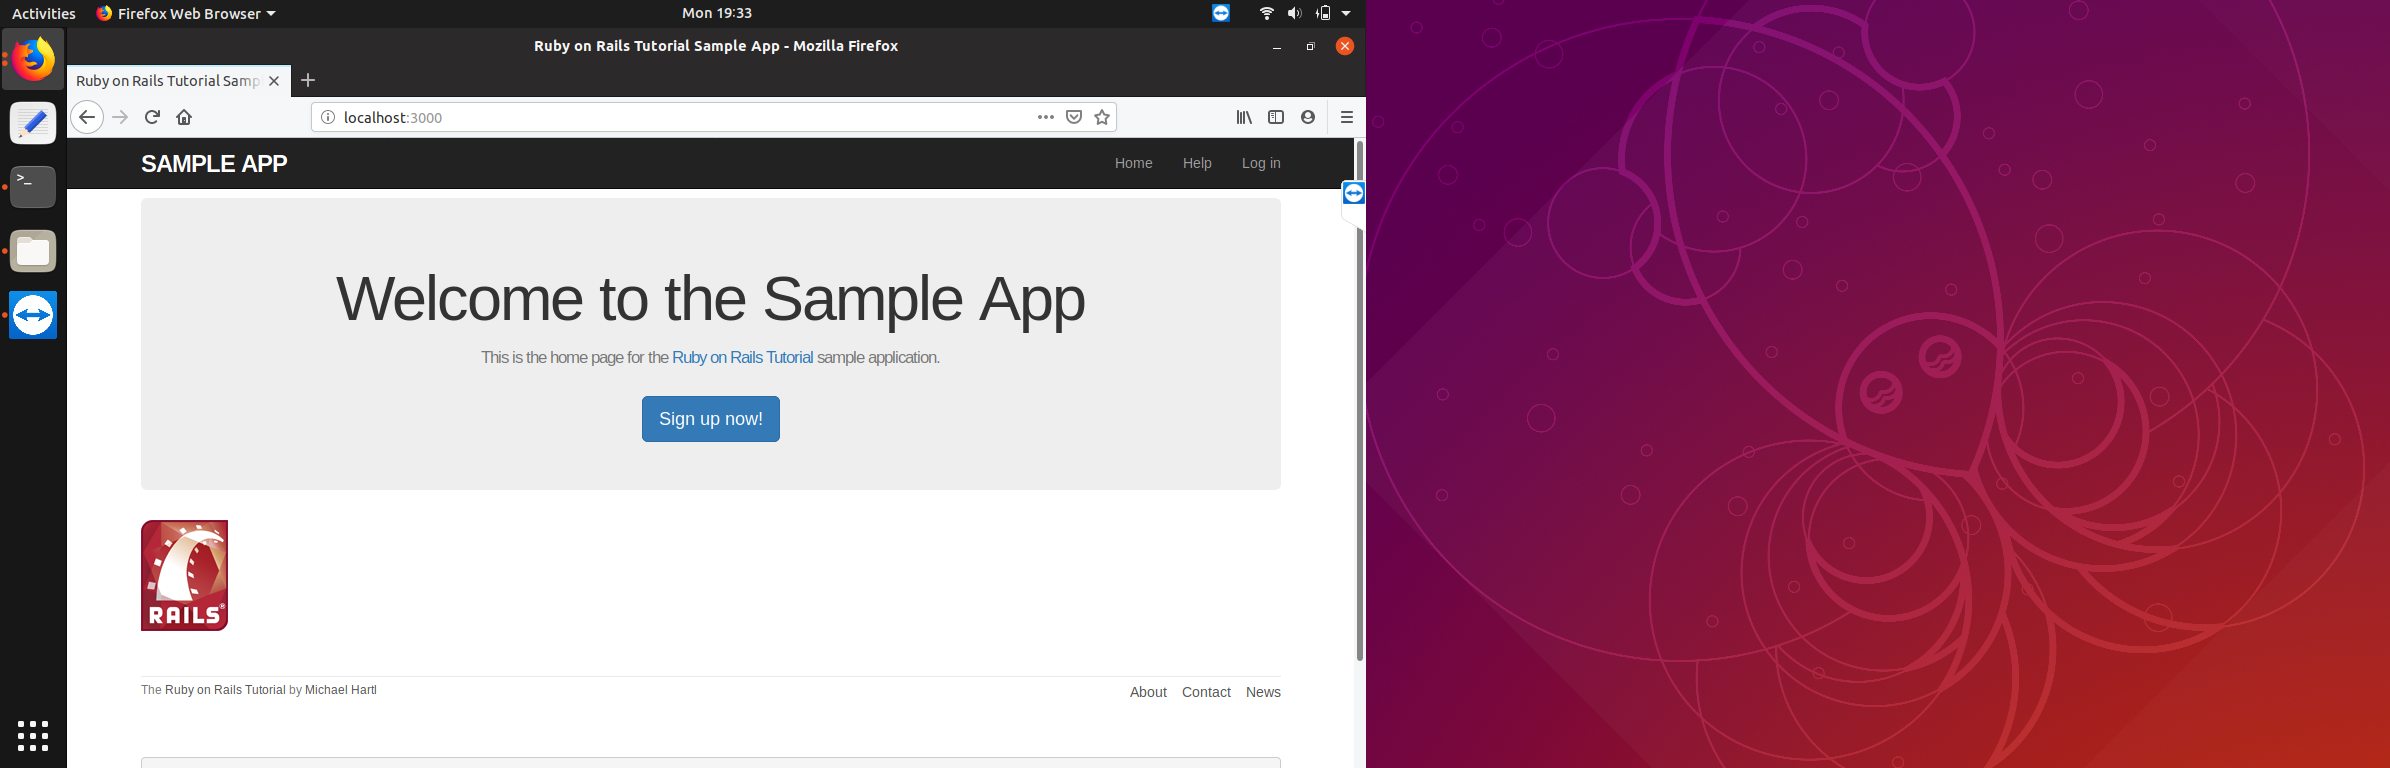 Activities Firefox Web Browser Mon 19:33
Ruby on Rails Tutorial Sample App - Mozilla Firefox
Ruby on Rails Tutorial Samp
localhost:3000
SAMPLE APP Home Help Log in
Welcome to the Sample App
This is the home page for the Ruby on Rails Tutorial sample application.
Sign up now!
RAILS®
The Ruby on Rails Tutorial by Michael Hartl About Contact News